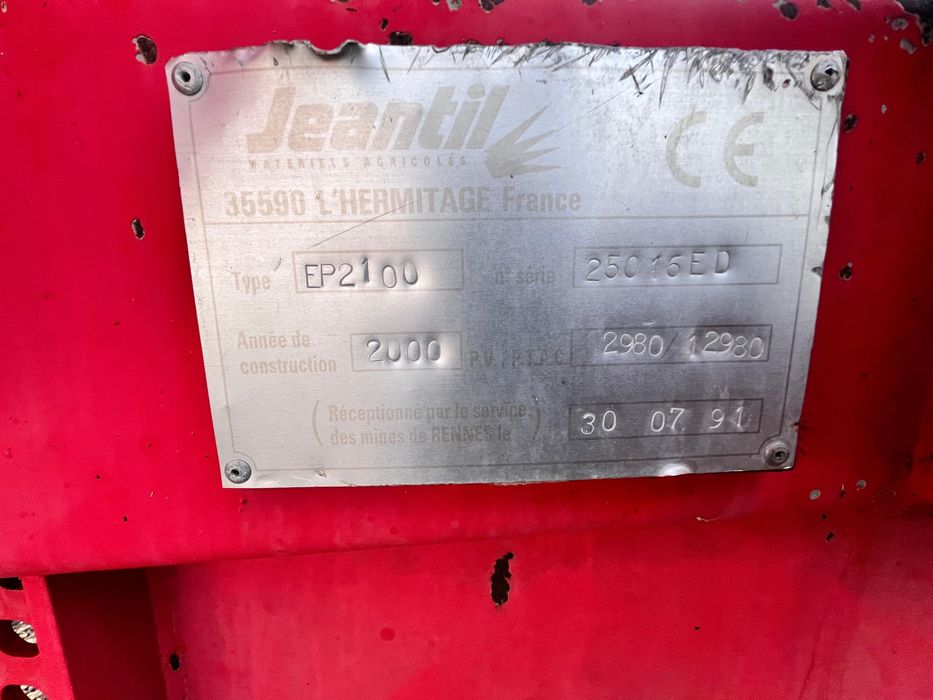 Jeantil
MATERIELS AGRICOLES
CE
35590 L'HERMITAGE France
Type EP2100 n° série 25016ED
Année de construction 2000 P.V./P.T.A.C. 2980/12980
(Réceptionné par le service
des mines de RENNES le) 30 07 91